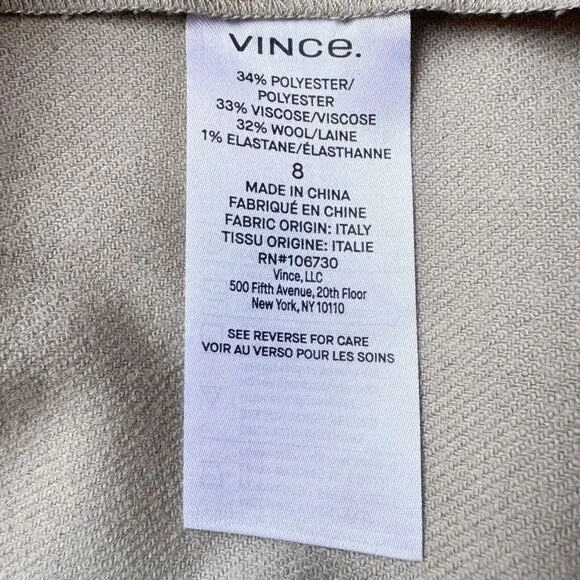 VINCe.
34% POLYESTER/
POLYESTER
33% VISCOSE/VISCOSE
32% WOOL/LAINE
1% ELASTANE/ÉLASTHANNE
8
MADE IN CHINA
FABRIQUÉ EN CHINE
FABRIC ORIGIN: ITALY
TISSU ORIGINE: ITALIE
RN#106730
Vince, LLC
500 Fifth Avenue, 20th Floor
New York, NY 10110
SEE REVERSE FOR CARE
VOIR AU VERSO POUR LES SOINS